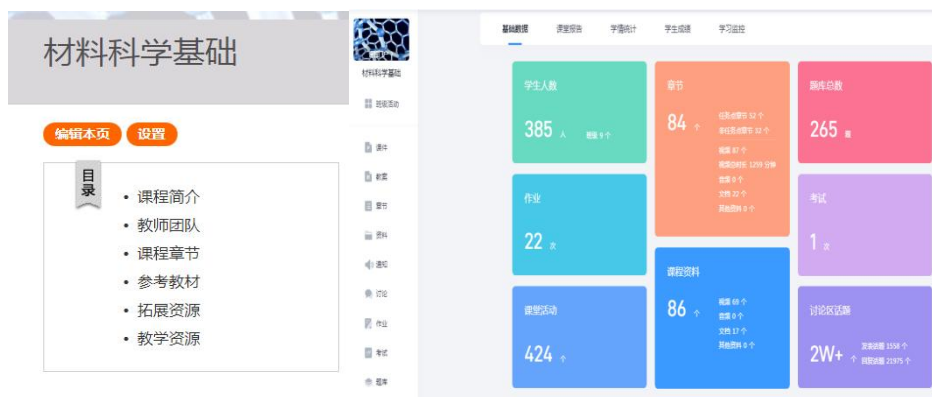 材料科学基础
编辑本页
设置
目录
• 课程简介
• 教师团队
• 课程章节
• 参考教材
• 拓展资源
• 教学资源
材料科学基础
班级活动
课件
教案
章节
资料
通知
讨论
作业
考试
题库
基础数据
课堂报告
学情统计
学生成绩
学习监控
学生人数
385 人 班级 9 个
作业
22 次
课堂活动
424 个
章节
84 个
任务点章节 52 个
非任务点章节 32 个
视频 87 个
视频总时长 1299 分钟
音频 0 个
文档 22 个
其他资料 0 个
课程资料
86 个
视频 68 个
音频 0 个
文档 17 个
其他资料 0 个
题库总数
265 题
考试
1 次
讨论区话题
2W+ 个
发表话题 1558 个
回复话题 21975 个